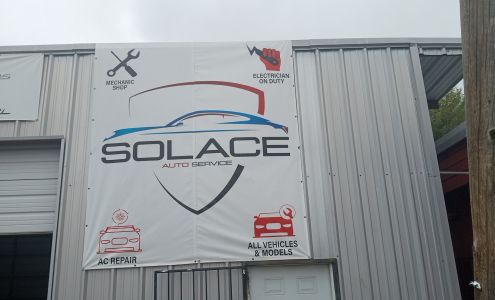 MECHANIC
SHOP
ELECTRICIAN
ON DUTY
SOLACE
AUTO SERVICE
AC REPAIR
ALL VEHICLES
& MODELS